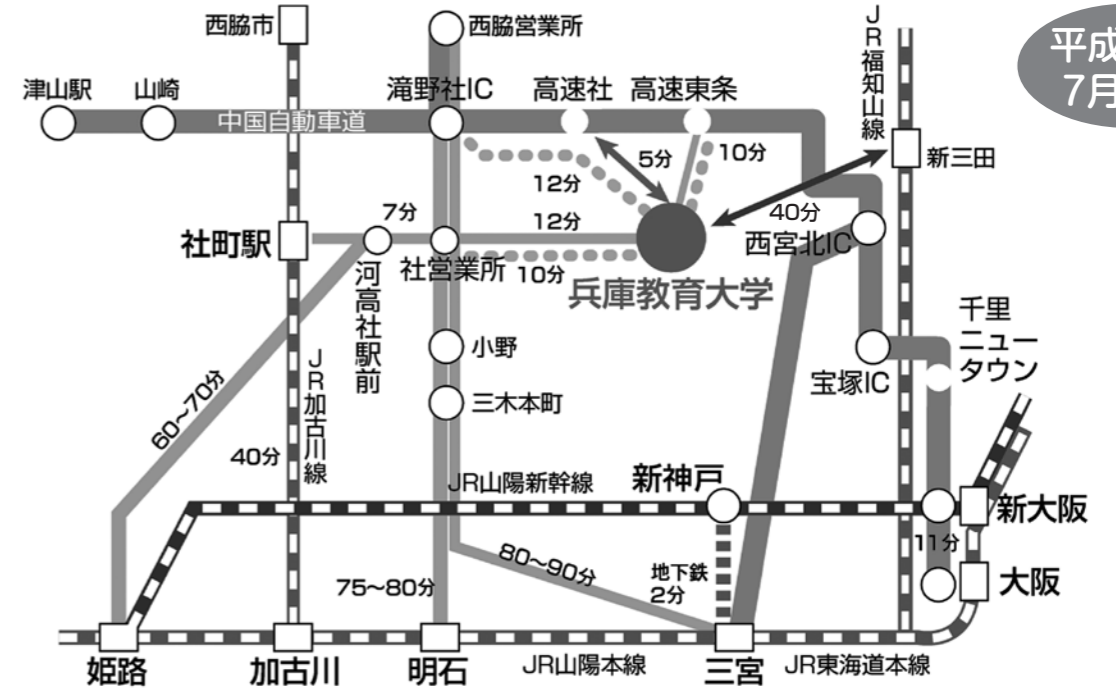 西脇市
西脇営業所
JR福知山線
平成
7月
津山駅
山崎
滝野社IC
高速社
高速東条
中国自動車道
5分
10分
新三田
12分
7分
12分
40分
社町駅
社営業所
10分
西宮北IC
河高社駅前
兵庫教育大学
千里
ニュー
タウン
小野
JR加古川線
宝塚IC
三木本町
60〜70分
40分
JR山陽新幹線
新神戸
新大阪
11分
80〜90分
75〜80分
地下鉄
2分
大阪
姫路
加古川
明石
JR山陽本線
三宮
JR東海道本線